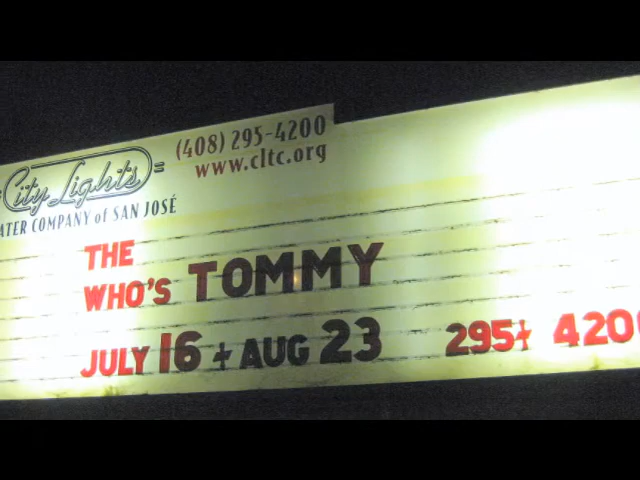 City Lights
(408) 295-4200
www.cltc.org
COMPANY of SAN JOSÉ
THE
WHO'S TOMMY
JULY 16 + AUG 23 295+ 420